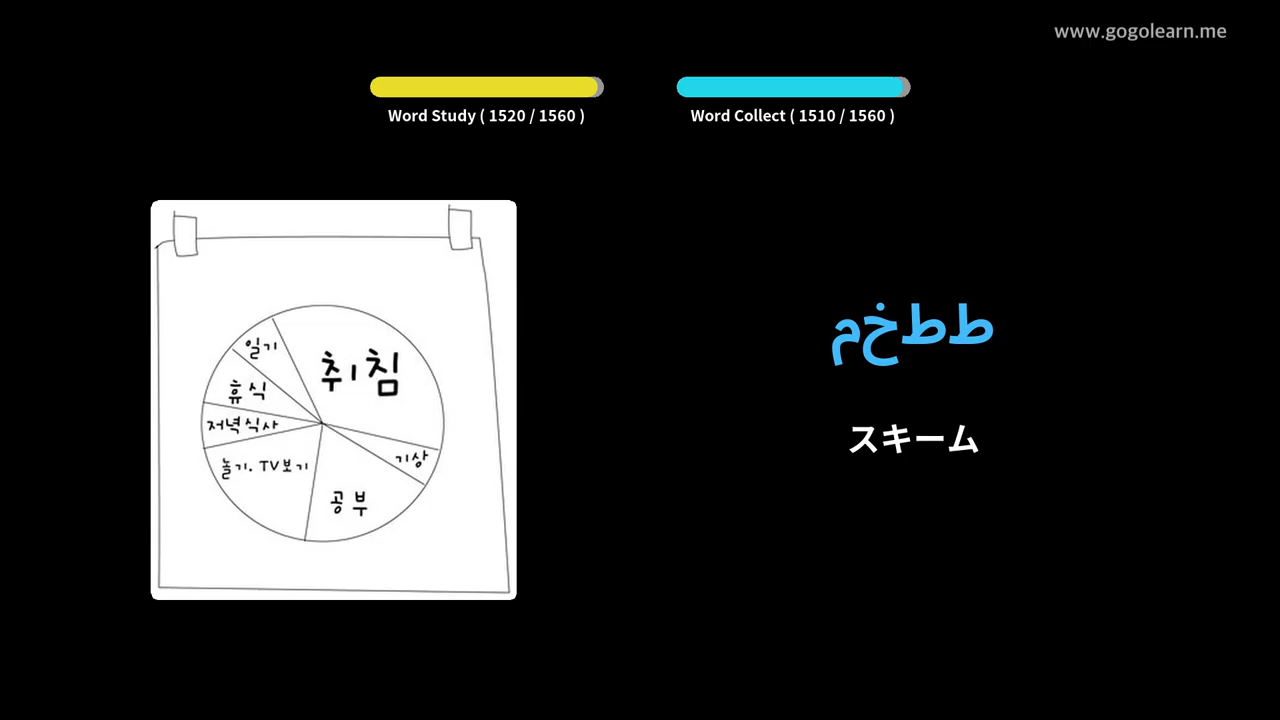 www.gogolearn.me
Word Study ( 1520 / 1560 )
Word Collect ( 1510 / 1560 )
일기
취침
휴식
저녁식사
놀기. TV보기
기상
공부
ططخم
スキーム